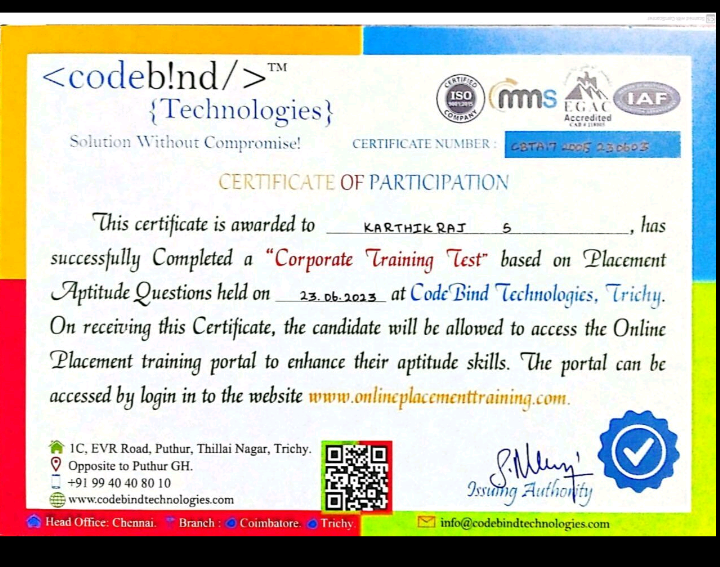 <codeb!nd/>™
{Technologies}
Solution Without Compromise!
CERTIFIED
ISO
9001:2015
COMPANY
mms
EGAC
Accredited
IAF
CERTIFICATE NUMBER :
CERTIFICATE OF PARTICIPATION
This certificate is awarded to KARTHIK RAJ S, has
successfully Completed a “Corporate Training Test” based on Placement
Aptitude Questions held on 23.06.2023 at CodeBind Technologies, Trichy.
On receiving this Certificate, the candidate will be allowed to access the Online
Placement training portal to enhance their aptitude skills. The portal can be
accessed by login in to the website www.onlineplacementtraining.com.
1C, EVR Road, Puthur, Thillai Nagar, Trichy.
Opposite to Puthur GH.
+91 99 40 40 80 10
www.codebindtechnologies.com
Issuing Authority
Head Office: Chennai. Branch : Coimbatore. Trichy.
info@codebindtechnologies.com